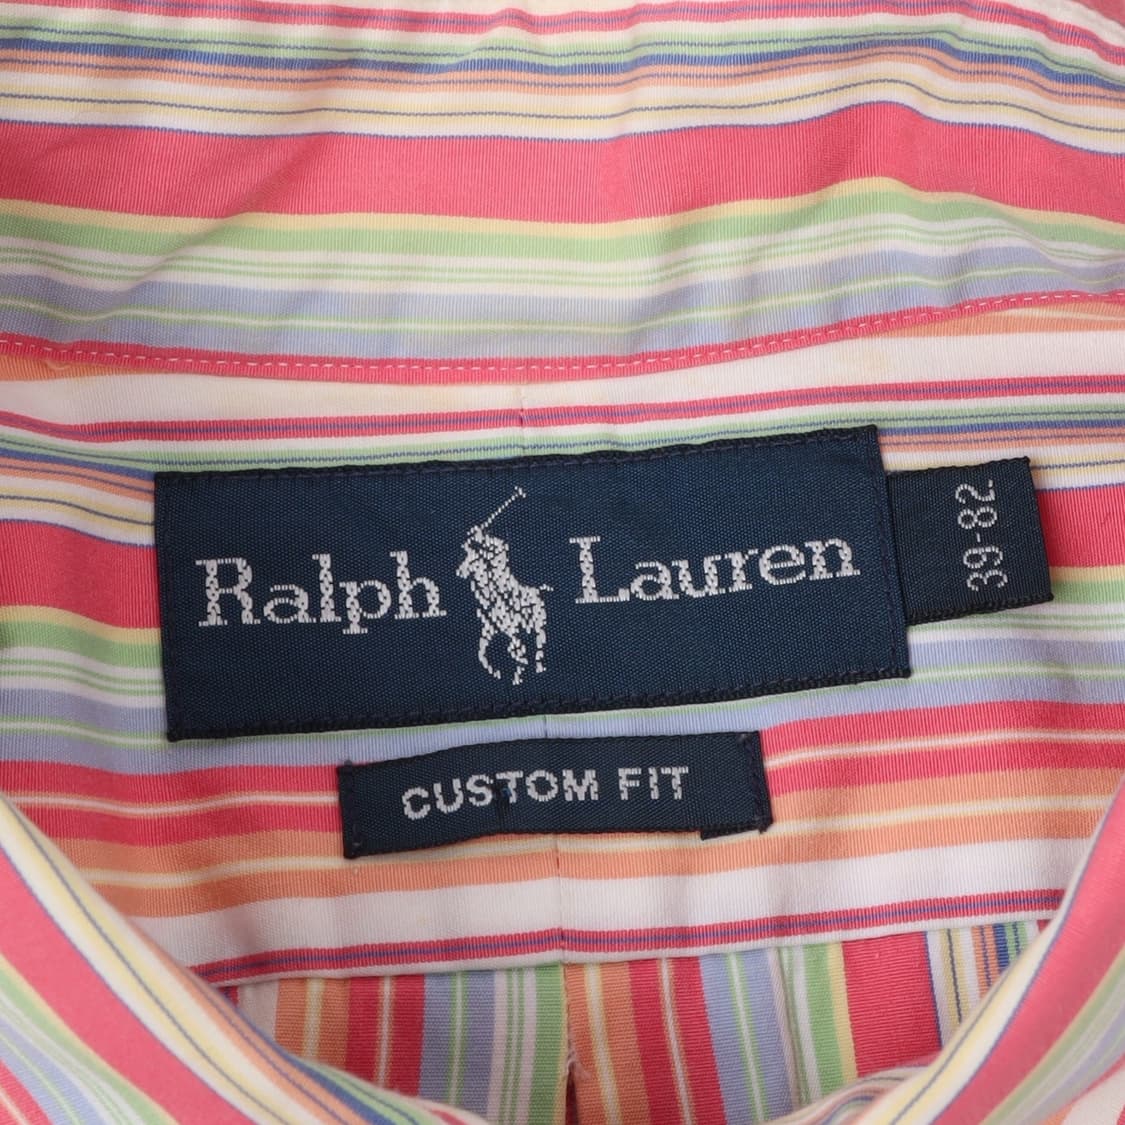 Ralph Lauren
39-82
CUSTOM FIT